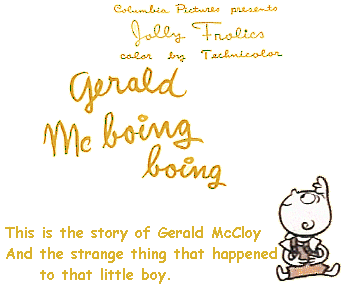 Columbia Pictures presents
Jolly Frolics
color by Technicolor
Gerald
Mc boing
boing
This is the story of Gerald McCloy
And the strange thing that happened
to that little boy.